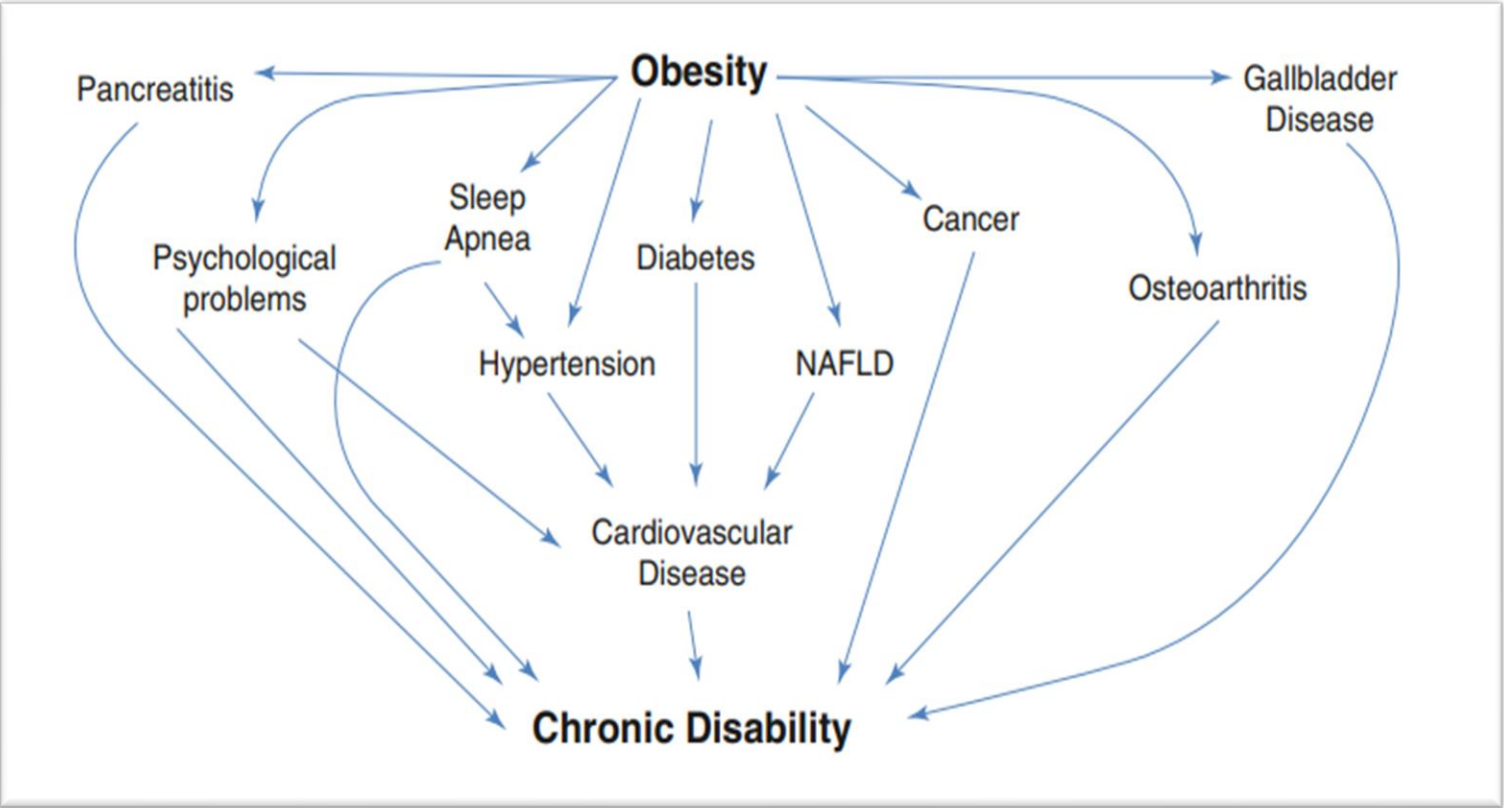 Obesity
Pancreatitis
Gallbladder
Disease
Sleep
Apnea
Cancer
Psychological
problems
Diabetes
Osteoarthritis
Hypertension
NAFLD
Cardiovascular
Disease
Chronic Disability